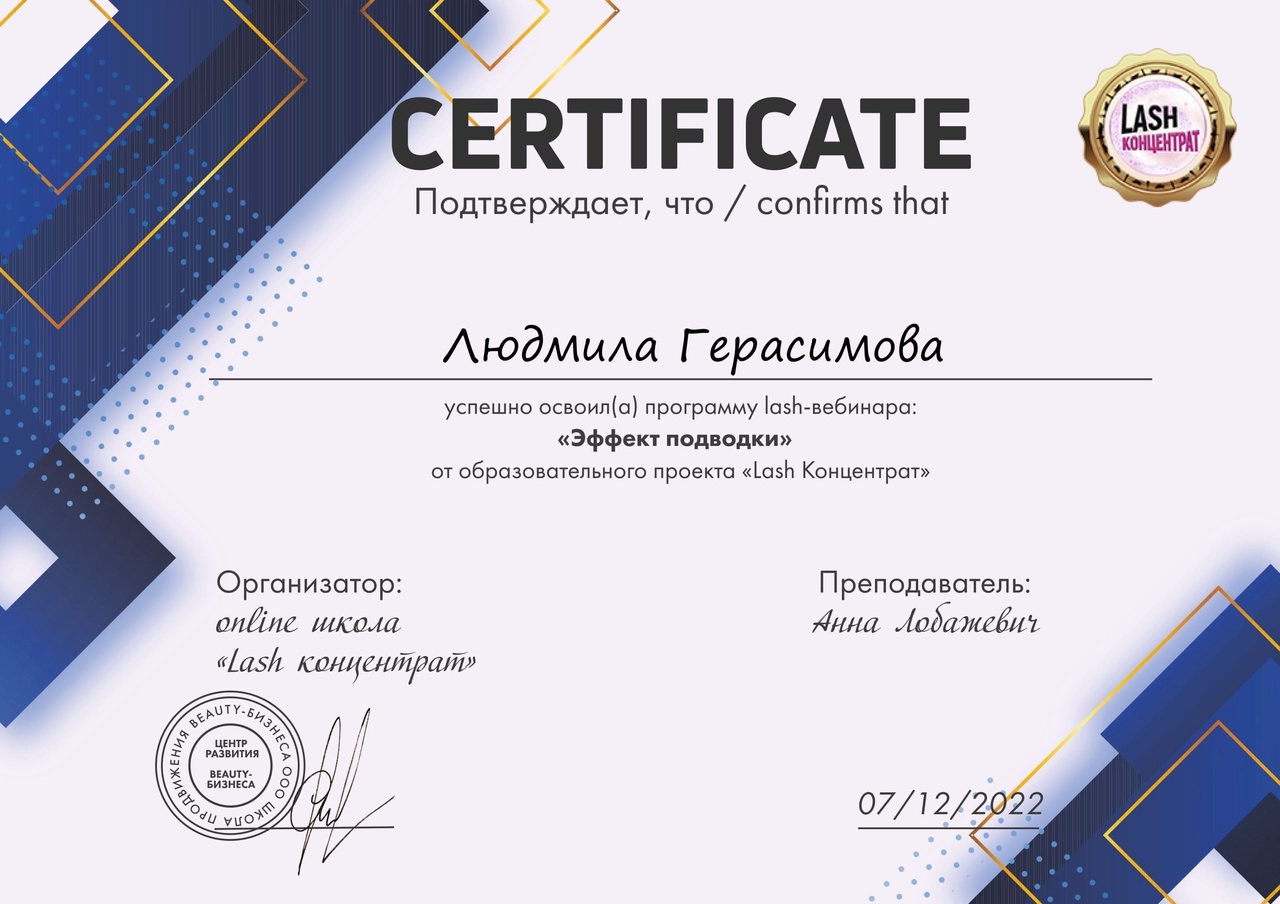 CERTIFICATE
LASH
КОНЦЕНТРАТ
Подтверждает, что / confirms that
Людмила Герасимова
успешно освоил(а) программу lash-вебинара:
«Эффект подводки»
от образовательного проекта «Lash Концентрат»
Организатор:
online школа
«Lash концентрат»
Преподаватель:
Анна Лобажевич
ООО ШКОЛА ПРОДВИЖЕНИЯ BEAUTY-БИЗНЕСА
ЦЕНТР
РАЗВИТИЯ
BEAUTY-
БИЗНЕСА
07/12/2022